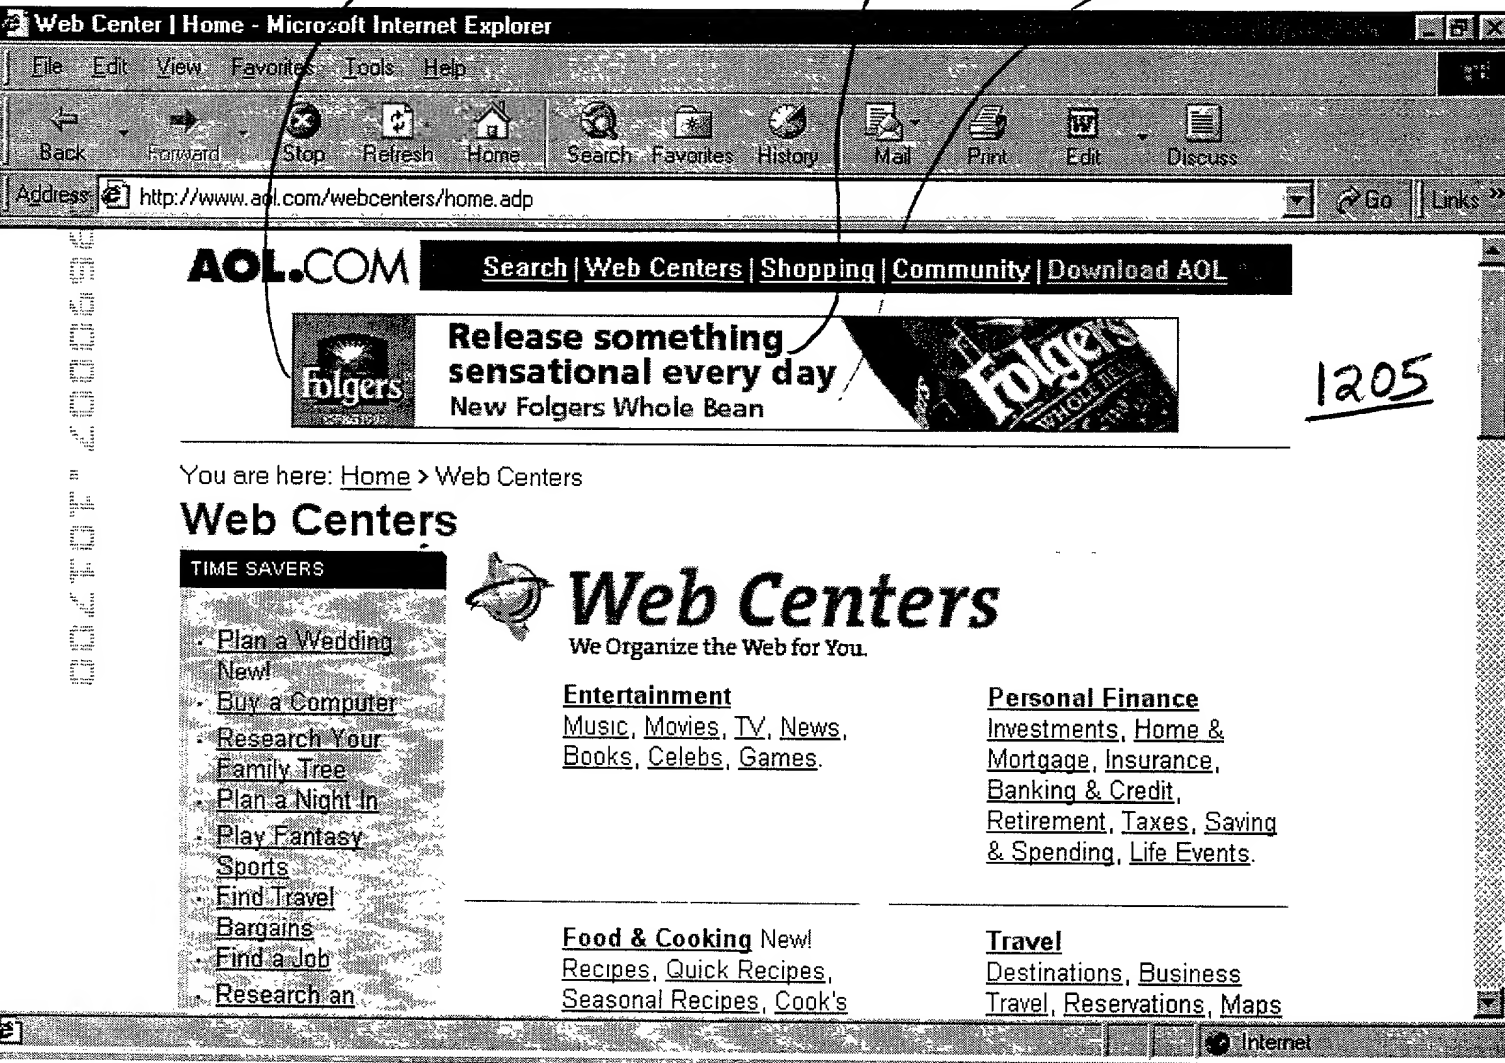 Web Center | Home - Microsoft Internet Explorer
File Edit View Favorites Tools Help
Back Forward Stop Refresh Home Search Favorites History Mail Print Edit Discuss
Address http://www.aol.com/webcenters/home.adp Go Links »
AOL.COM Search | Web Centers | Shopping | Community | Download AOL
Folgers
Release something
sensational every day
New Folgers Whole Bean
Folgers
1205
You are here: Home > Web Centers
Web Centers
TIME SAVERS
· Plan a Wedding
New!
· Buy a Computer
· Research Your
Family Tree
· Plan a Night In
· Play Fantasy
Sports
· Find Travel
Bargains
· Find a Job
· Research an
Web Centers
We Organize the Web for You.
Entertainment
Music, Movies, TV, News,
Books, Celebs, Games.
Personal Finance
Investments, Home &
Mortgage, Insurance,
Banking & Credit,
Retirement, Taxes, Saving
& Spending, Life Events.
Food & Cooking New!
Recipes, Quick Recipes,
Seasonal Recipes, Cook's
Travel
Destinations, Business
Travel, Reservations, Maps
Internet